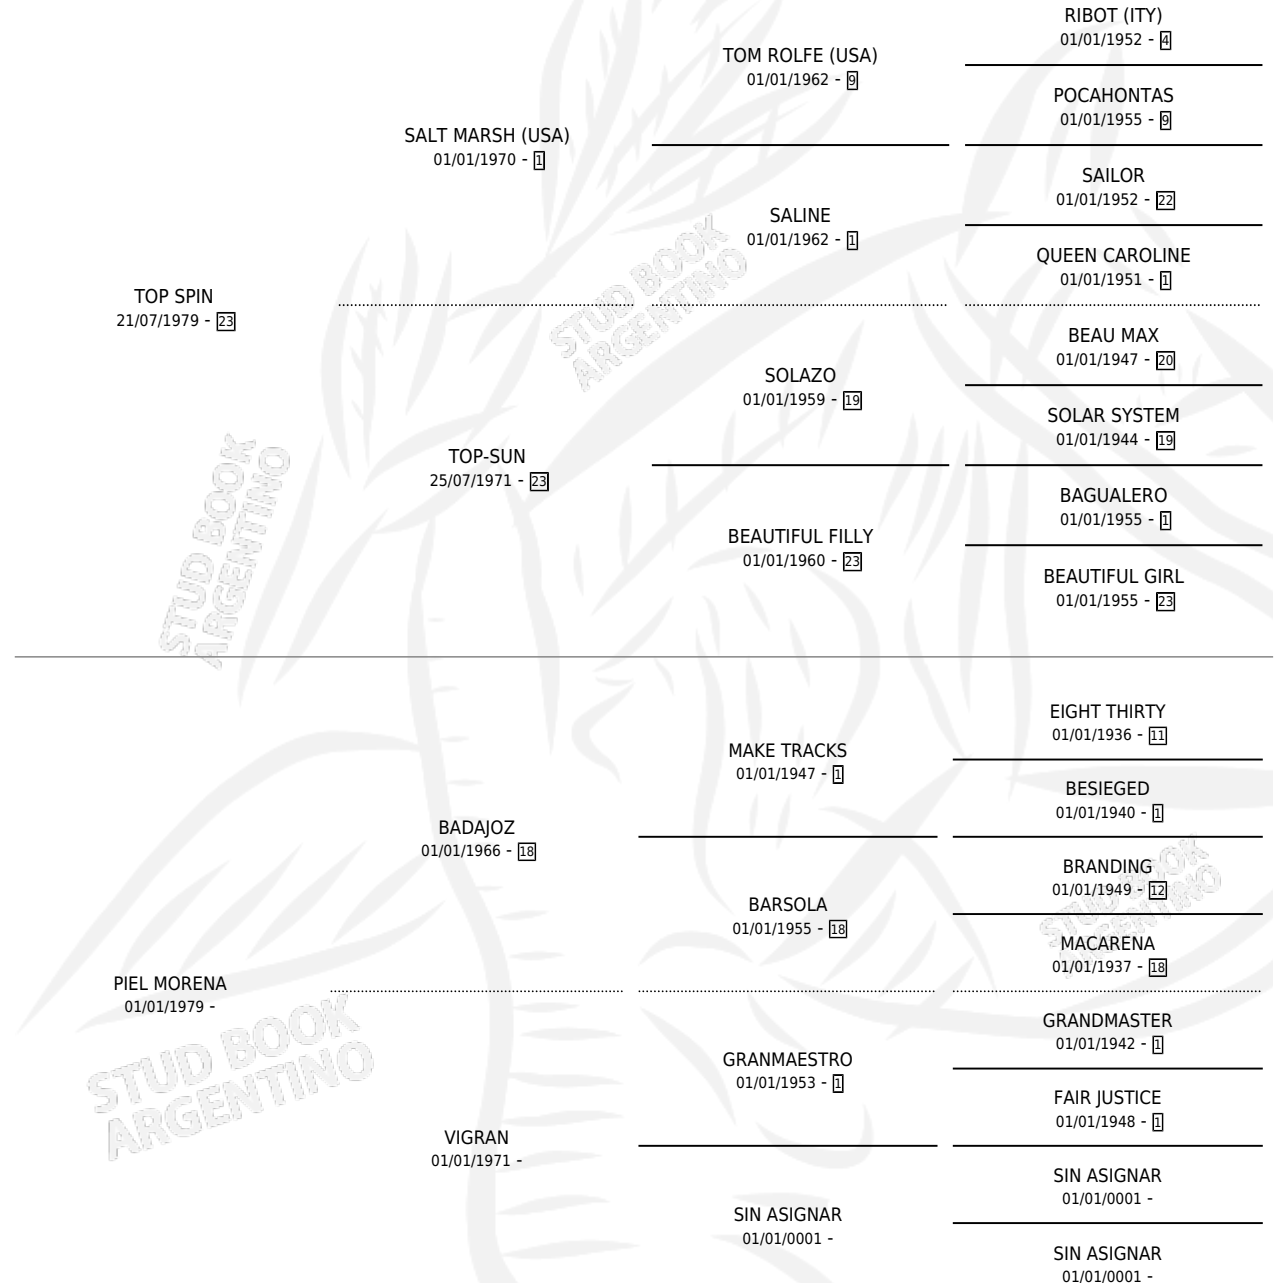 RIBOT (ITY)
01/01/1952 - 4
TOM ROLFE (USA)
01/01/1962 - 9
POCAHONTAS
01/01/1955 - 9
SALT MARSH (USA)
01/01/1970 - 1
SAILOR
01/01/1952 - 22
SALINE
01/01/1962 - 1
QUEEN CAROLINE
01/01/1951 - 1
TOP SPIN
21/07/1979 - 23
STUD BOOK
ARGENTINO
BEAU MAX
01/01/1947 - 20
SOLAZO
01/01/1959 - 19
SOLAR SYSTEM
01/01/1944 - 19
TOP-SUN
25/07/1971 - 23
BAGUALERO
01/01/1955 - 1
BEAUTIFUL FILLY
01/01/1960 - 23
BEAUTIFUL GIRL
01/01/1955 - 23
STUD BOOK
ARGENTINO
EIGHT THIRTY
01/01/1936 - 11
MAKE TRACKS
01/01/1947 - 1
BESIEGED
01/01/1940 - 1
BADAJOZ
01/01/1966 - 18
BRANDING
01/01/1949 - 12
BARSOLA
01/01/1955 - 18
STUD BOOK
ARGENTINO
MACARENA
01/01/1937 - 18
PIEL MORENA
01/01/1979 -
GRANDMASTER
01/01/1942 - 1
GRANMAESTRO
01/01/1953 - 1
FAIR JUSTICE
01/01/1948 - 1
STUD BOOK
ARGENTINO
VIGRAN
01/01/1971 -
SIN ASIGNAR
01/01/0001 -
SIN ASIGNAR
01/01/0001 -
SIN ASIGNAR
01/01/0001 -